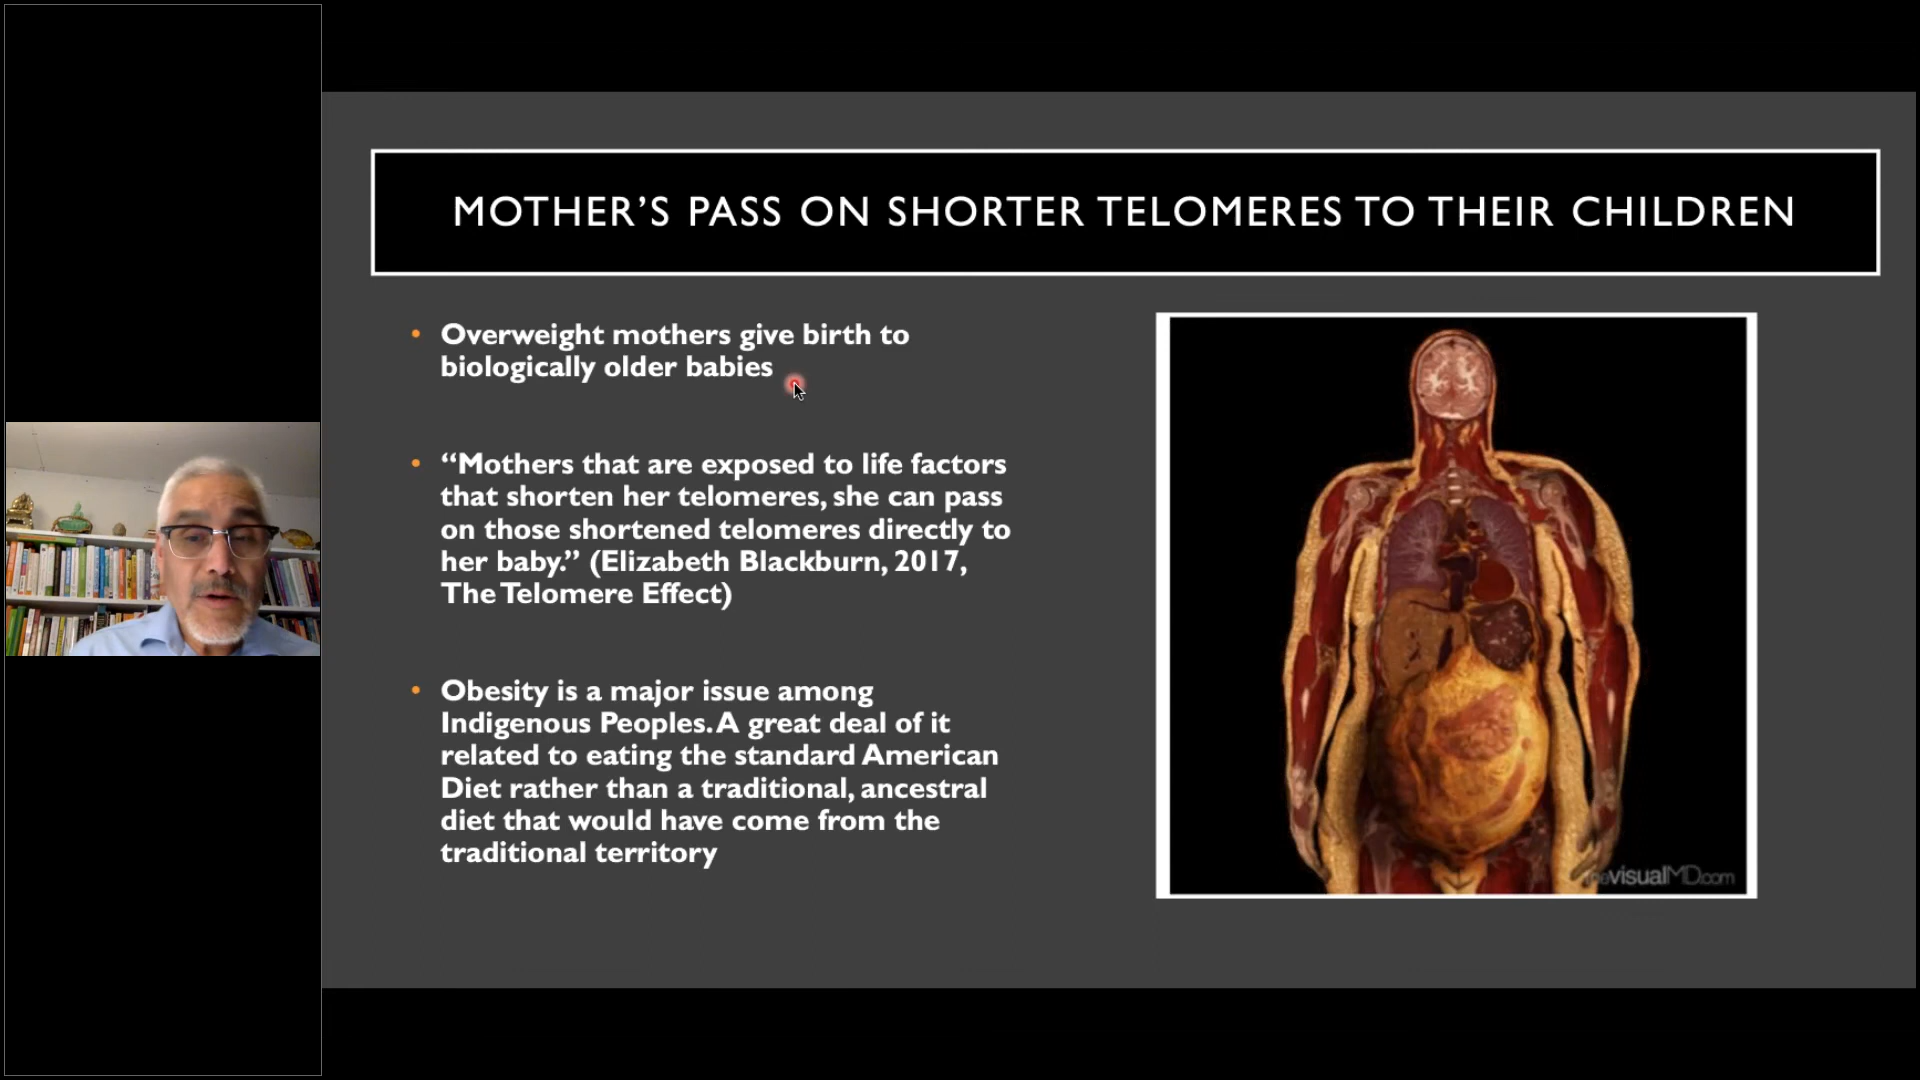 MOTHER’S PASS ON SHORTER TELOMERES TO THEIR CHILDREN
• Overweight mothers give birth to
biologically older babies
• “Mothers that are exposed to life factors
that shorten her telomeres, she can pass
on those shortened telomeres directly to
her baby.” (Elizabeth Blackburn, 2017,
The Telomere Effect)
• Obesity is a major issue among
Indigenous Peoples. A great deal of it
related to eating the standard American
Diet rather than a traditional, ancestral
diet that would have come from the
traditional territory
visualMD.com